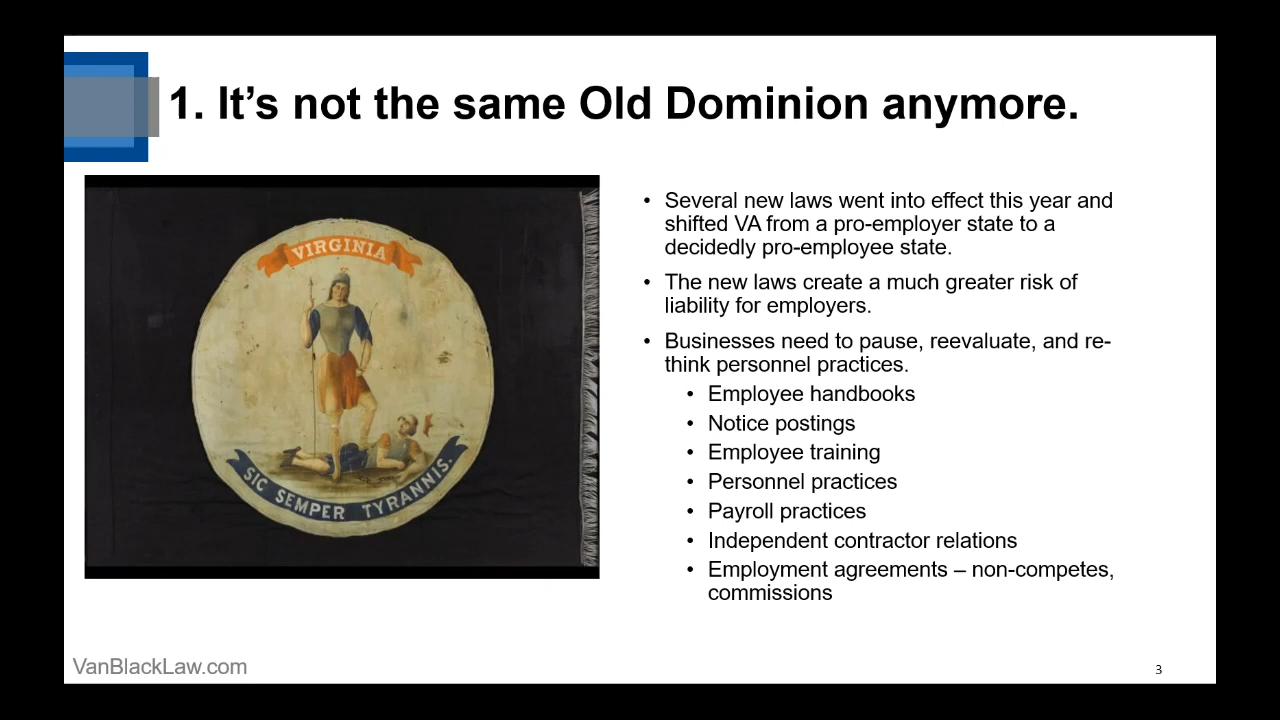 1. It's not the same Old Dominion anymore.
VIRGINIA
SIC SEMPER TYRANNIS.
• Several new laws went into effect this year and
shifted VA from a pro-employer state to a
decidedly pro-employee state.
• The new laws create a much greater risk of
liability for employers.
• Businesses need to pause, reevaluate, and re-
think personnel practices.
• Employee handbooks
• Notice postings
• Employee training
• Personnel practices
• Payroll practices
• Independent contractor relations
• Employment agreements – non-competes,
commissions
VanBlackLaw.com
3